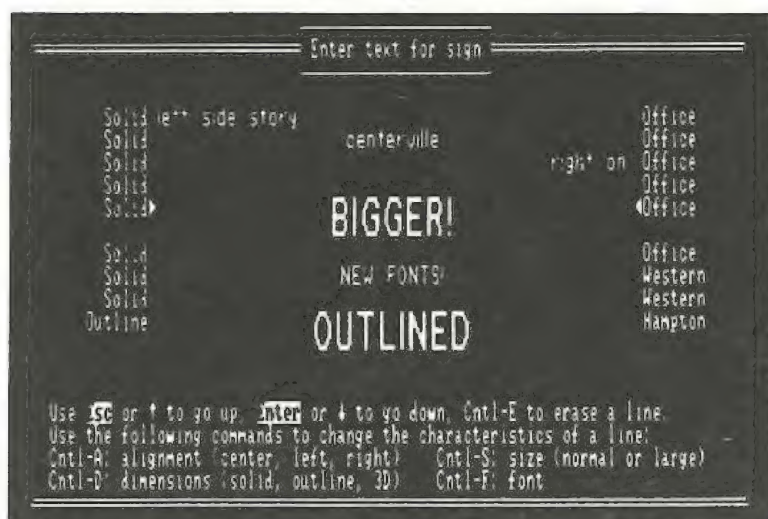 Enter text for sign
Solid left side story Office
Solid centerville Office
Solid right on Office
Solid Office
Solid BIGGER! Office
Solid Office
Solid NEW FONTS! Western
Solid Western
Outline OUTLINED Hampton
Use Esc or ↑ to go up, Enter or ↓ to go down, Cntl-E to erase a line.
Use the following commands to change the characteristics of a line:
Cntl-A: alignment (center, left, right) Cntl-S: size (normal or large)
Cntl-D: dimensions (solid, outline, 3D) Cntl-F: font